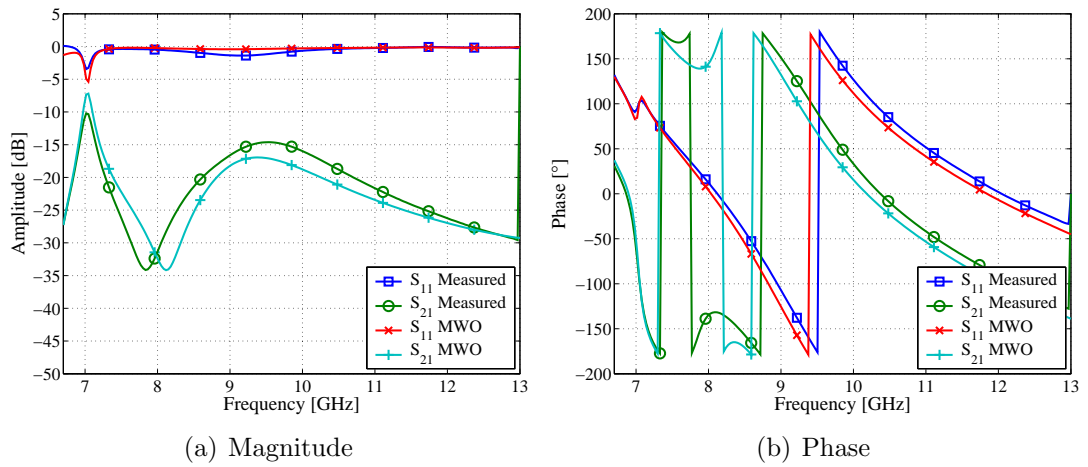 5
0
−5
−10
−15
−20
−25
−30
−35
−40
−45
−50
Amplitude [dB]
7 8 9 10 11 12 13
Frequency [GHz]
S11 Measured
S21 Measured
S11 MWO
S21 MWO
(a) Magnitude
200
150
100
50
0
−50
−100
−150
−200
Phase [°]
7 8 9 10 11 12 13
Frequency [GHz]
S11 Measured
S21 Measured
S11 MWO
S21 MWO
(b) Phase